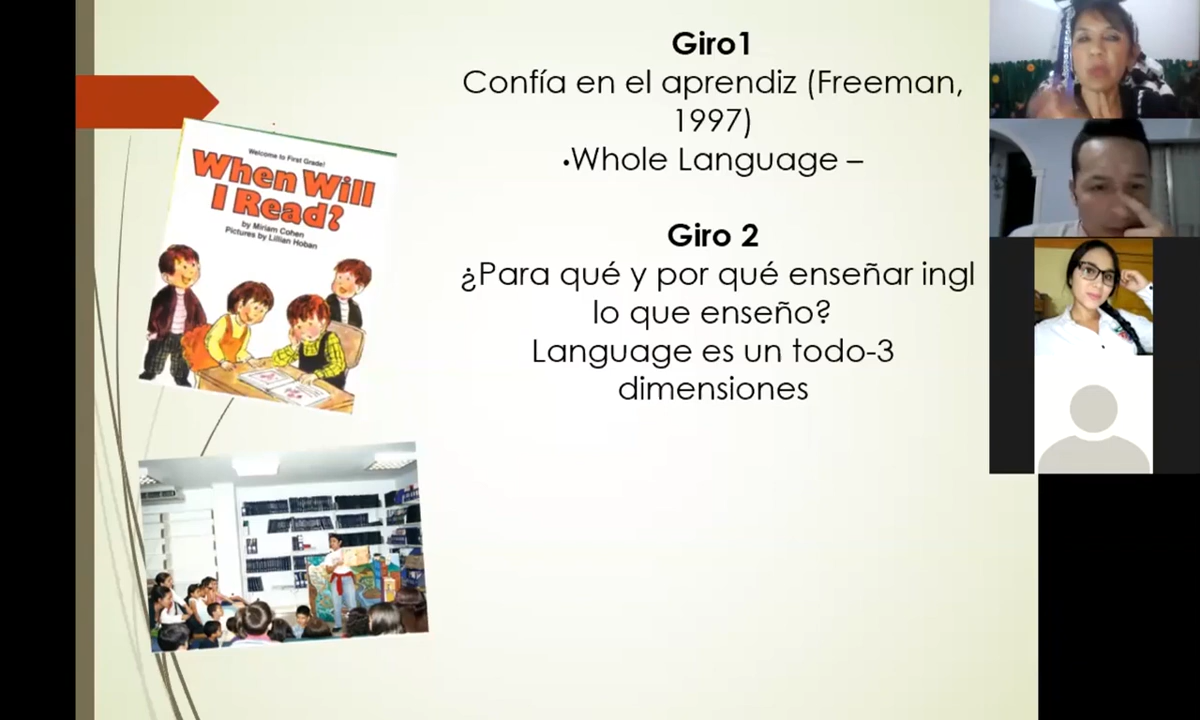 Giro1
Confía en el aprendiz (Freeman,
1997)
•Whole Language –
Giro 2
¿Para qué y por qué enseñar ingl
lo que enseño?
Language es un todo-3
dimensiones
Welcome to First Grade!
When Will
I Read?
by Miriam Cohen
Pictures by Lillian Hoban